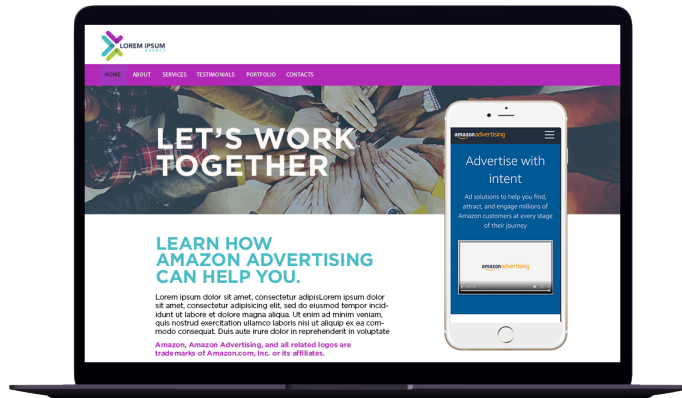 LOREM IPSUM
AGENCY
HOME ABOUT SERVICES TESTIMONIALS PORTFOLIO CONTACTS
LET'S WORK
TOGETHER
amazonadvertising
Advertise with
intent
Ad solutions to help you find,
attract, and engage millions of
Amazon customers at every stage
of their journey
amazonadvertising
LEARN HOW
AMAZON ADVERTISING
CAN HELP YOU.
Lorem ipsum dolor sit amet, consectetur adipisLorem ipsum dolor
sit amet, consectetur adipisicing elit, sed do eiusmod tempor incid-
idunt ut labore et dolore magna aliqua. Ut enim ad minim veniam,
quis nostrud exercitation ullamco laboris nisi ut aliquip ex ea com-
modo consequat. Duis aute irure dolor in reprehenderit in voluptate
Amazon, Amazon Advertising, and all related logos are
trademarks of Amazon.com, Inc. or its affiliates.